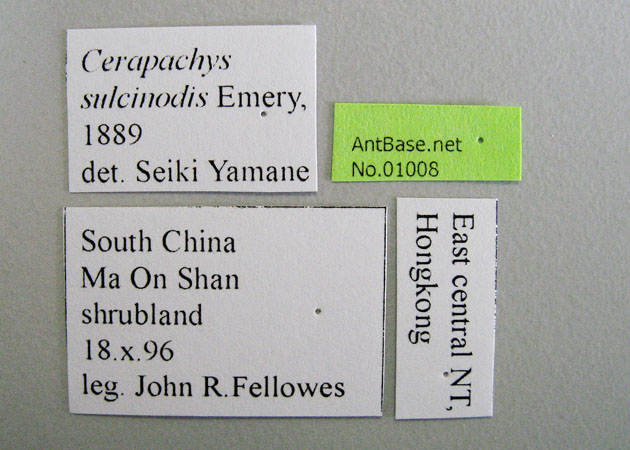 Cerapachys
sulcinodis Emery,
1889
det. Seiki Yamane
AntBase.net
No.01008
South China
Ma On Shan
shrubland
18.x.96
leg. John R.Fellowes
East central NT,
Hongkong